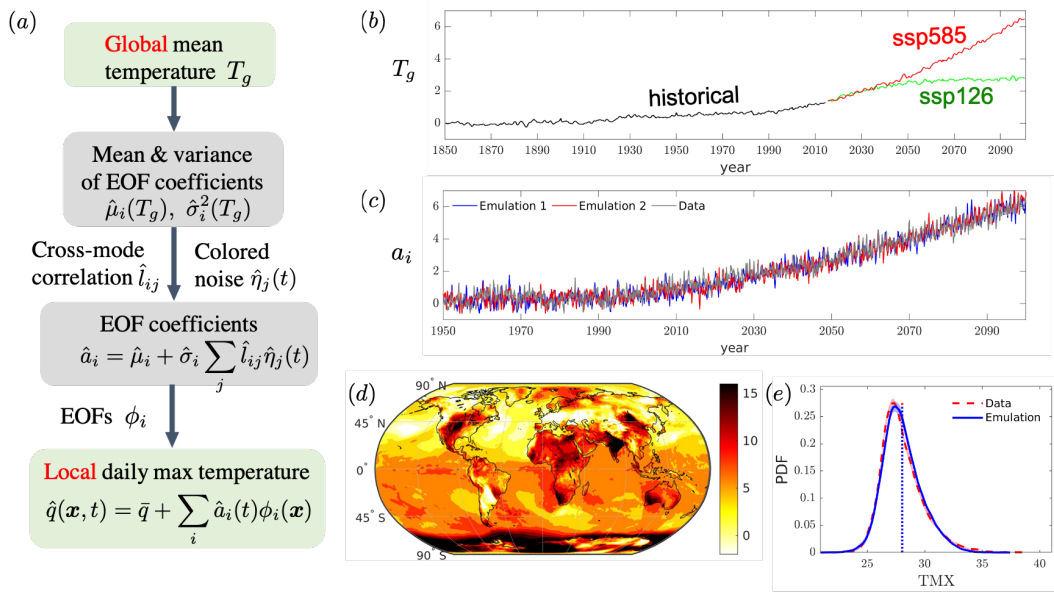 (a)
Global mean
temperature T_g
Mean & variance
of EOF coefficients
μ̂_i(T_g), σ̂_i^2(T_g)
Cross-mode
correlation l̂_{ij}
Colored
noise η̂_j(t)
EOF coefficients
â_i = μ̂_i + σ̂_i ∑_j l̂_{ij} η̂_j(t)
EOFs ϕ_i
Local daily max temperature
q̂(x, t) = q̄ + ∑_i â_i(t)ϕ_i(x)
(b)
T_g
6
4
2
0
historical
ssp585
ssp126
1850 1870 1890 1910 1930 1950 1970 1990 2010 2030 2050 2070 2090
year
(c)
a_i
6
4
2
0
Emulation 1 Emulation 2 Data
1950 1970 1990 2010 2030 2050 2070 2090
year
(d)
90° N
45° N
0°
45° S
90° S
15
10
5
0
(e)
PDF
0.3
0.25
0.2
0.15
0.1
0.05
0
Data
Emulation
25 30 35 40
TMX